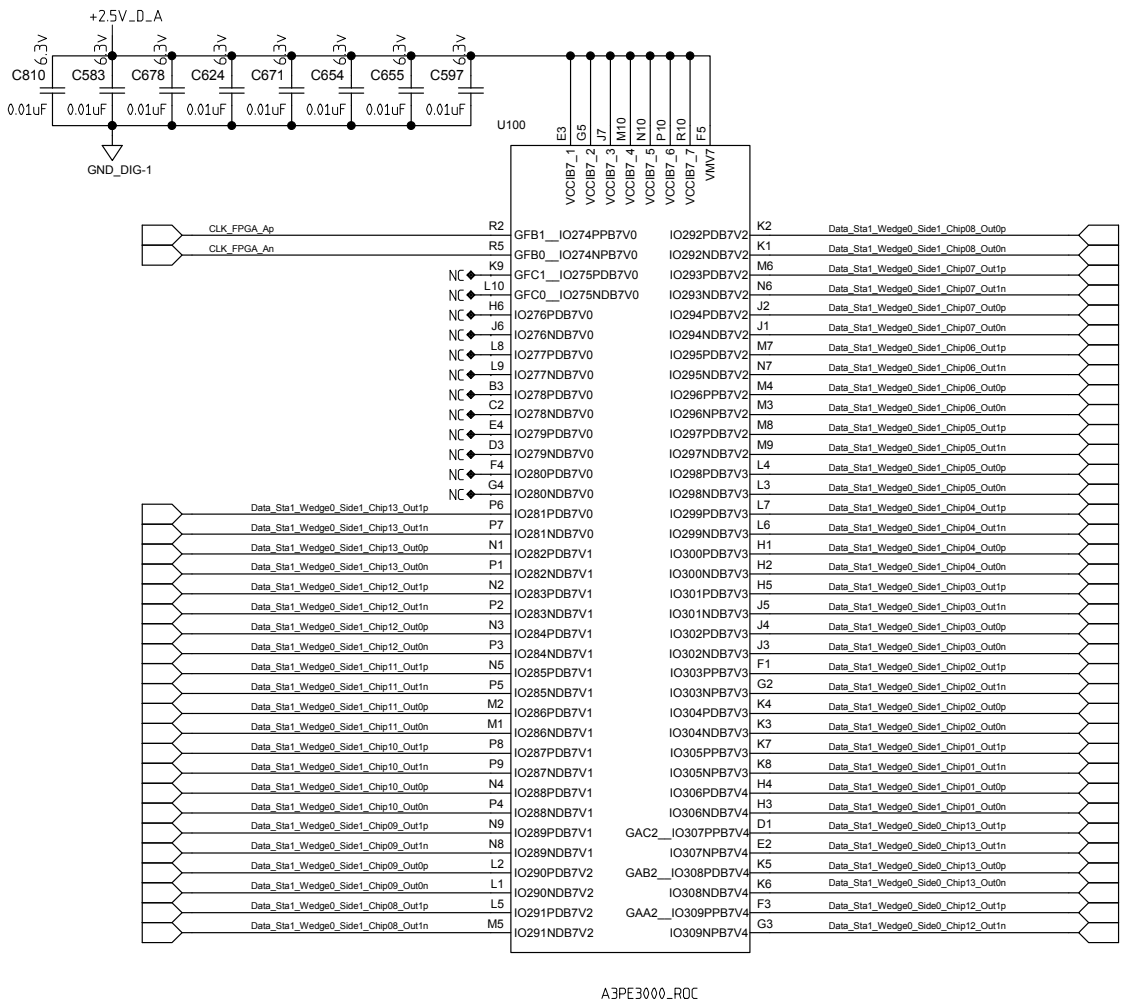 +2.5V_D_A
6.3v 6.3v 6.3v 6.3v 6.3v 6.3v 6.3v 6.3v
C810 C583 C678 C624 C671 C654 C655 C597
0.01uF 0.01uF 0.01uF 0.01uF 0.01uF 0.01uF 0.01uF 0.01uF
GND_DIG-1
U100
E3 G5 J7 M10 N10 P10 R10 F5
VCCIB7_1 VCCIB7_2 VCCIB7_3 VCCIB7_4 VCCIB7_5 VCCIB7_6 VCCIB7_7 VMV7
CLK_FPGA_Ap R2 GFB1__IO274PPB7V0 IO292PDB7V2 K2 Data_Sta1_Wedge0_Side1_Chip08_Out0p
CLK_FPGA_An R5 GFB0__IO274NPB7V0 IO292NDB7V2 K1 Data_Sta1_Wedge0_Side1_Chip08_Out0n
NC K9 GFC1__IO275PDB7V0 IO293PDB7V2 M6 Data_Sta1_Wedge0_Side1_Chip07_Out1p
NC L10 GFC0__IO275NDB7V0 IO293NDB7V2 N6 Data_Sta1_Wedge0_Side1_Chip07_Out1n
NC H6 IO276PDB7V0 IO294PDB7V2 J2 Data_Sta1_Wedge0_Side1_Chip07_Out0p
NC J6 IO276NDB7V0 IO294NDB7V2 J1 Data_Sta1_Wedge0_Side1_Chip07_Out0n
NC L8 IO277PDB7V0 IO295PDB7V2 M7 Data_Sta1_Wedge0_Side1_Chip06_Out1p
NC L9 IO277NDB7V0 IO295NDB7V2 N7 Data_Sta1_Wedge0_Side1_Chip06_Out1n
NC B3 IO278PDB7V0 IO296PPB7V2 M4 Data_Sta1_Wedge0_Side1_Chip06_Out0p
NC C2 IO278NDB7V0 IO296NPB7V2 M3 Data_Sta1_Wedge0_Side1_Chip06_Out0n
NC E4 IO279PDB7V0 IO297PDB7V2 M8 Data_Sta1_Wedge0_Side1_Chip05_Out1p
NC D3 IO279NDB7V0 IO297NDB7V2 M9 Data_Sta1_Wedge0_Side1_Chip05_Out1n
NC F4 IO280PDB7V0 IO298PDB7V3 L4 Data_Sta1_Wedge0_Side1_Chip05_Out0p
NC G4 IO280NDB7V0 IO298NDB7V3 L3 Data_Sta1_Wedge0_Side1_Chip05_Out0n
Data_Sta1_Wedge0_Side1_Chip13_Out1p P6 IO281PDB7V0 IO299PDB7V3 L7 Data_Sta1_Wedge0_Side1_Chip04_Out1p
Data_Sta1_Wedge0_Side1_Chip13_Out1n P7 IO281NDB7V0 IO299NDB7V3 L6 Data_Sta1_Wedge0_Side1_Chip04_Out1n
Data_Sta1_Wedge0_Side1_Chip13_Out0p N1 IO282PDB7V1 IO300PDB7V3 H1 Data_Sta1_Wedge0_Side1_Chip04_Out0p
Data_Sta1_Wedge0_Side1_Chip13_Out0n P1 IO282NDB7V1 IO300NDB7V3 H2 Data_Sta1_Wedge0_Side1_Chip04_Out0n
Data_Sta1_Wedge0_Side1_Chip12_Out1p N2 IO283PDB7V1 IO301PDB7V3 H5 Data_Sta1_Wedge0_Side1_Chip03_Out1p
Data_Sta1_Wedge0_Side1_Chip12_Out1n P2 IO283NDB7V1 IO301NDB7V3 J5 Data_Sta1_Wedge0_Side1_Chip03_Out1n
Data_Sta1_Wedge0_Side1_Chip12_Out0p N3 IO284PDB7V1 IO302PDB7V3 J4 Data_Sta1_Wedge0_Side1_Chip03_Out0p
Data_Sta1_Wedge0_Side1_Chip12_Out0n P3 IO284NDB7V1 IO302NDB7V3 J3 Data_Sta1_Wedge0_Side1_Chip03_Out0n
Data_Sta1_Wedge0_Side1_Chip11_Out1p N5 IO285PDB7V1 IO303PPB7V3 F1 Data_Sta1_Wedge0_Side1_Chip02_Out1p
Data_Sta1_Wedge0_Side1_Chip11_Out1n P5 IO285NDB7V1 IO303NPB7V3 G2 Data_Sta1_Wedge0_Side1_Chip02_Out1n
Data_Sta1_Wedge0_Side1_Chip11_Out0p M2 IO286PDB7V1 IO304PDB7V3 K4 Data_Sta1_Wedge0_Side1_Chip02_Out0p
Data_Sta1_Wedge0_Side1_Chip11_Out0n M1 IO286NDB7V1 IO304NDB7V3 K3 Data_Sta1_Wedge0_Side1_Chip02_Out0n
Data_Sta1_Wedge0_Side1_Chip10_Out1p P8 IO287PDB7V1 IO305PPB7V3 K7 Data_Sta1_Wedge0_Side1_Chip01_Out1p
Data_Sta1_Wedge0_Side1_Chip10_Out1n P9 IO287NDB7V1 IO305NPB7V3 K8 Data_Sta1_Wedge0_Side1_Chip01_Out1n
Data_Sta1_Wedge0_Side1_Chip10_Out0p N4 IO288PDB7V1 IO306PDB7V4 H4 Data_Sta1_Wedge0_Side1_Chip01_Out0p
Data_Sta1_Wedge0_Side1_Chip10_Out0n P4 IO288NDB7V1 IO306NDB7V4 H3 Data_Sta1_Wedge0_Side1_Chip01_Out0n
Data_Sta1_Wedge0_Side1_Chip09_Out1p N9 IO289PDB7V1 GAC2__IO307PPB7V4 D1 Data_Sta1_Wedge0_Side0_Chip13_Out1p
Data_Sta1_Wedge0_Side1_Chip09_Out1n N8 IO289NDB7V1 IO307NPB7V4 E2 Data_Sta1_Wedge0_Side0_Chip13_Out1n
Data_Sta1_Wedge0_Side1_Chip09_Out0p L2 IO290PDB7V2 GAB2__IO308PDB7V4 K5 Data_Sta1_Wedge0_Side0_Chip13_Out0p
Data_Sta1_Wedge0_Side1_Chip09_Out0n L1 IO290NDB7V2 IO308NDB7V4 K6 Data_Sta1_Wedge0_Side0_Chip13_Out0n
Data_Sta1_Wedge0_Side1_Chip08_Out1p L5 IO291PDB7V2 GAA2__IO309PPB7V4 F3 Data_Sta1_Wedge0_Side0_Chip12_Out1p
Data_Sta1_Wedge0_Side1_Chip08_Out1n M5 IO291NDB7V2 IO309NPB7V4 G3 Data_Sta1_Wedge0_Side0_Chip12_Out1n
A3PE3000_ROC